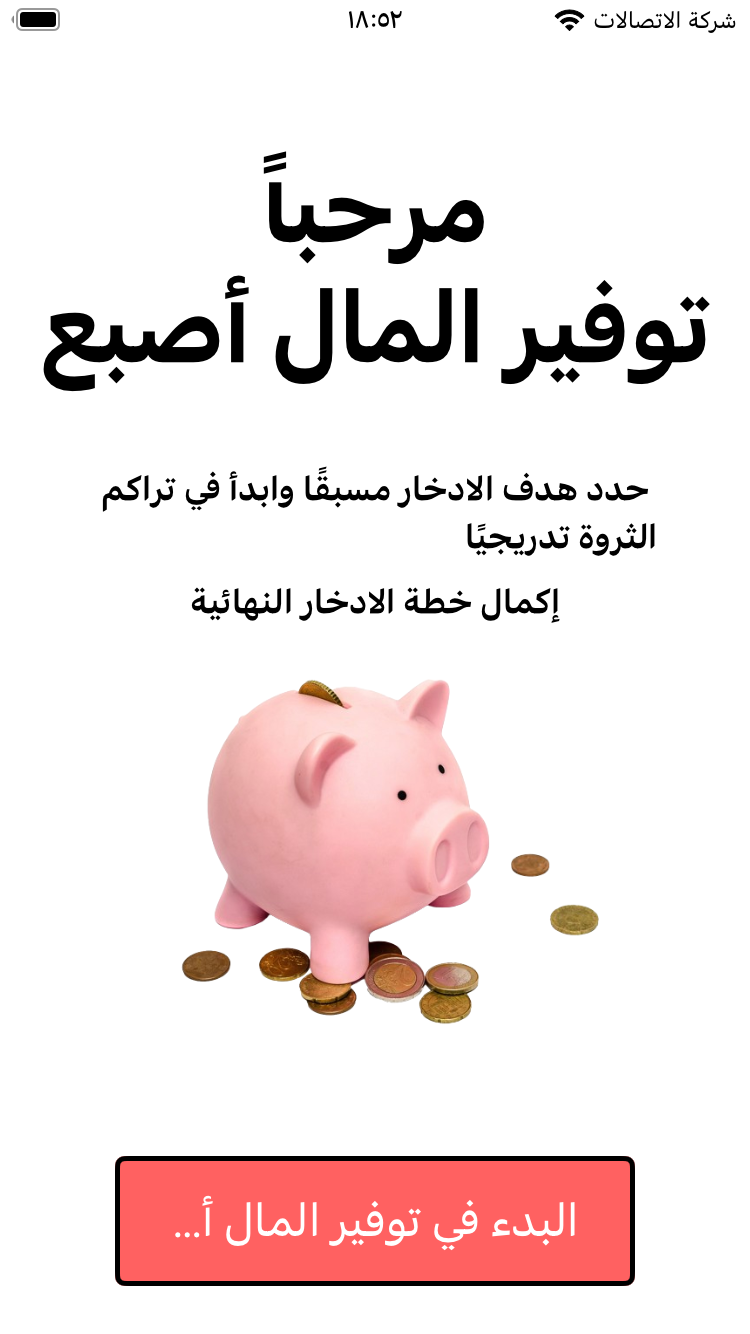 شركة الاتصالات
١٨:٥٢
مرحباً
توفير المال أصبع
حدد هدف الادخار مسبقًا وابدأ في تراكم
الثروة تدريجيًا
إكمال خطة الادخار النهائية
البدء في توفير المال أ...